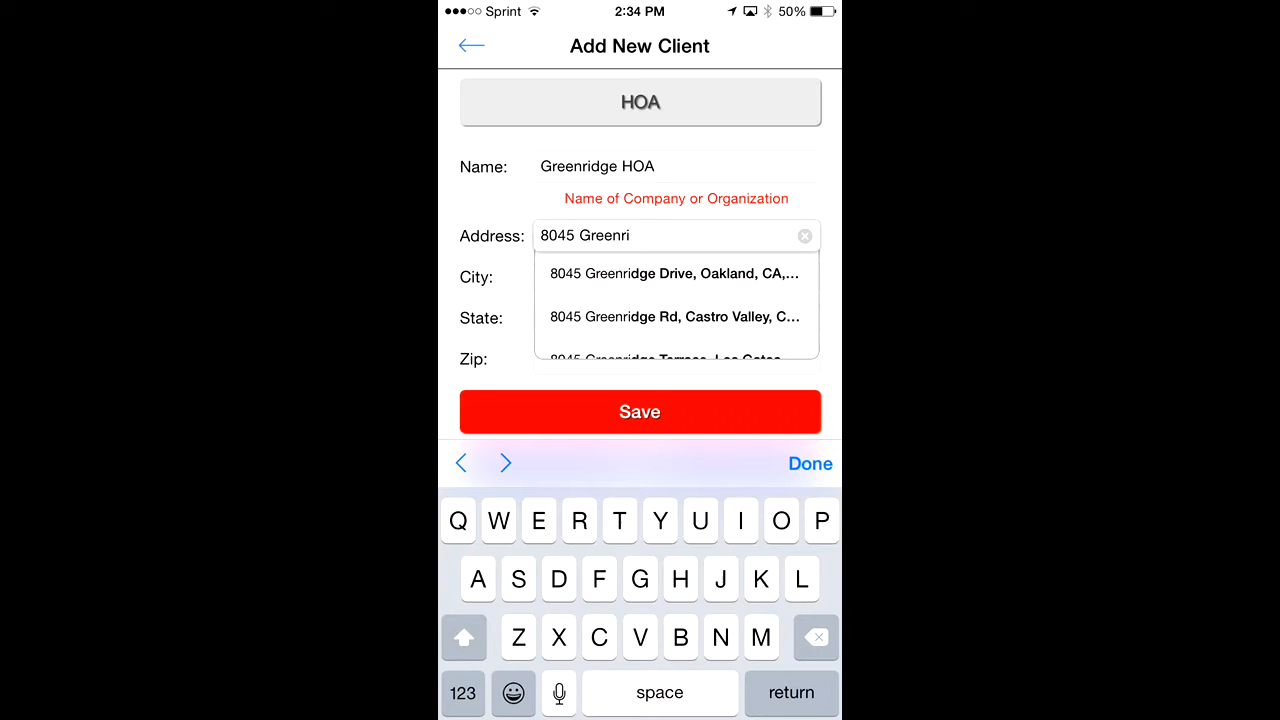 Sprint 2:34 PM 50%
Add New Client
HOA
Name: Greenridge HOA
Name of Company or Organization
Address: 8045 Greenri
8045 Greenridge Drive, Oakland, CA,...
City:
8045 Greenridge Rd, Castro Valley, C...
State:
8045 Greenridge Terrace, Los Gatos
Zip:
Save
Done
Q W E R T Y U I O P
A S D F G H J K L
Z X C V B N M
123 space return